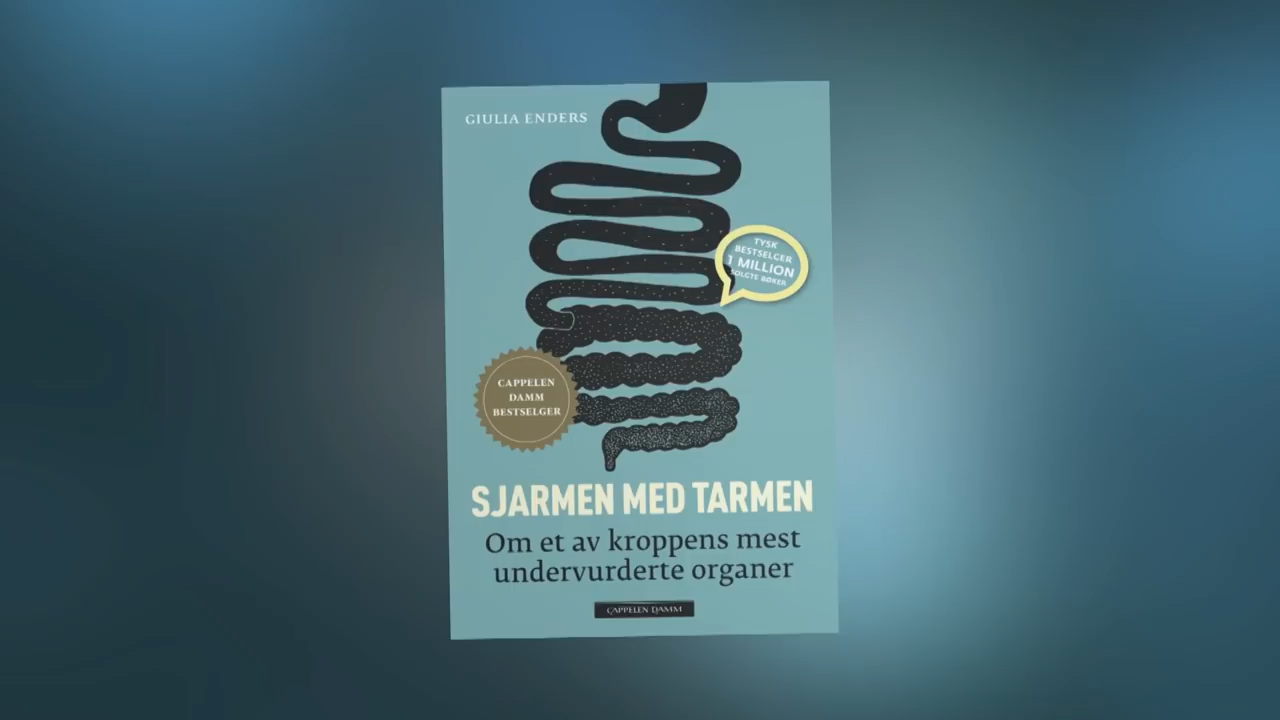 GIULIA ENDERS
TYSK
BESTSELGER
1 MILLION
SOLGTE BØKER
CAPPELEN
DAMM
BESTSELGER
SJARMEN MED TARMEN
Om et av kroppens mest
undervurderte organer
CAPPELEN DAMM